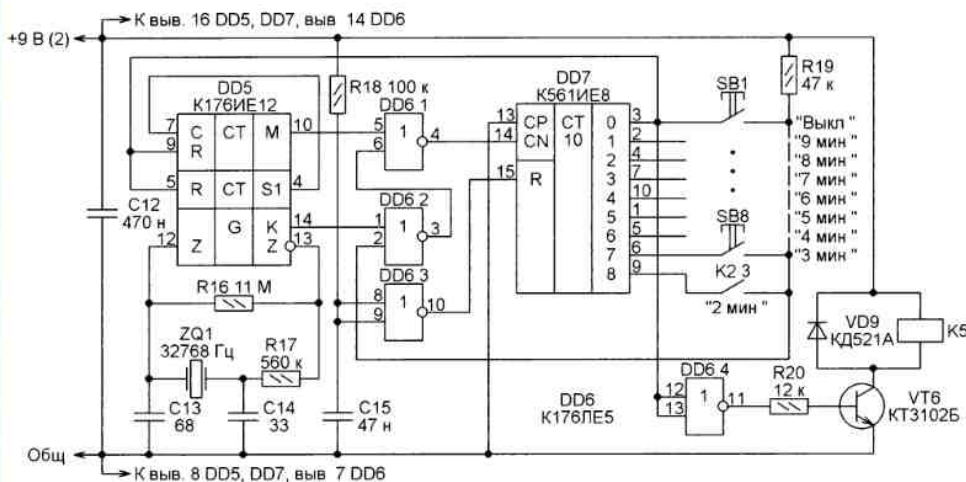 К выв. 16 DD5, DD7, выв 14 DD6
+9 В (2)
R18 100 к
R19
47 к
DD5
К176ИЕ12
DD6 1
DD7
К561ИЕ8
SB1
7
9
5
12
C
R
R
Z
CT
CT
G
M
S1
K
Z
10
4
14
13
5
6
1
4
13
14
15
CP
CN
R
CT
10
0
1
2
3
4
5
6
7
8
3
2
4
7
10
1
5
6
9
"Выкл "
"9 мин "
"8 мин "
"7 мин "
"6 мин "
"5 мин "
"4 мин "
"3 мин "
SB8
K2 3
"2 мин "
C12
470 н
DD6 2
1
2
1
3
DD6 3
8
9
1
10
R16 11 М
ZQ1
32768 Гц
R17
560 к
C13
68
C14
33
C15
47 н
VD9
КД521А
K5
DD6
К176ЛЕ5
DD6 4
12
13
1
11
R20
12 к
VT6
КТ3102Б
Общ
К выв. 8 DD5, DD7, выв 7 DD6